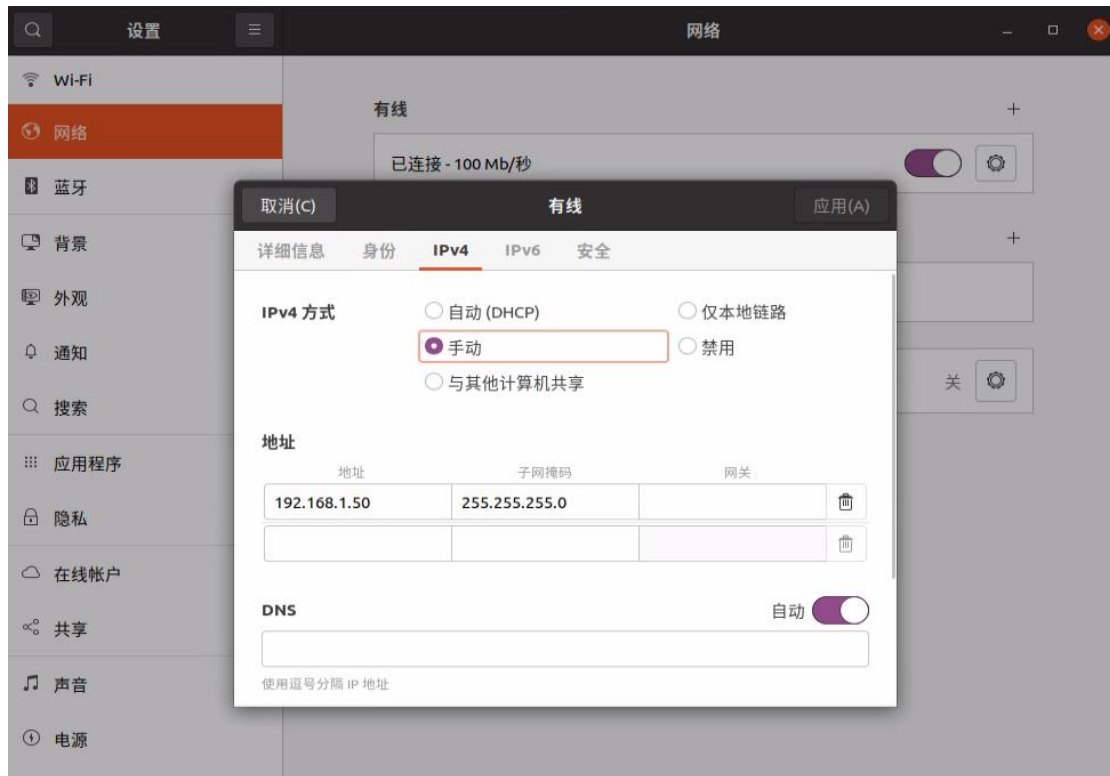 设置
网络
Wi-Fi
网络
蓝牙
背景
外观
通知
搜索
应用程序
隐私
在线帐户
共享
声音
电源
有线
已连接 - 100 Mb/秒
关
取消(C)
有线
应用(A)
详细信息 身份 IPv4 IPv6 安全
IPv4 方式
自动 (DHCP) 仅本地链路
手动 禁用
与其他计算机共享
地址
地址 子网掩码 网关
192.168.1.50 255.255.255.0
DNS 自动
使用逗号分隔 IP 地址